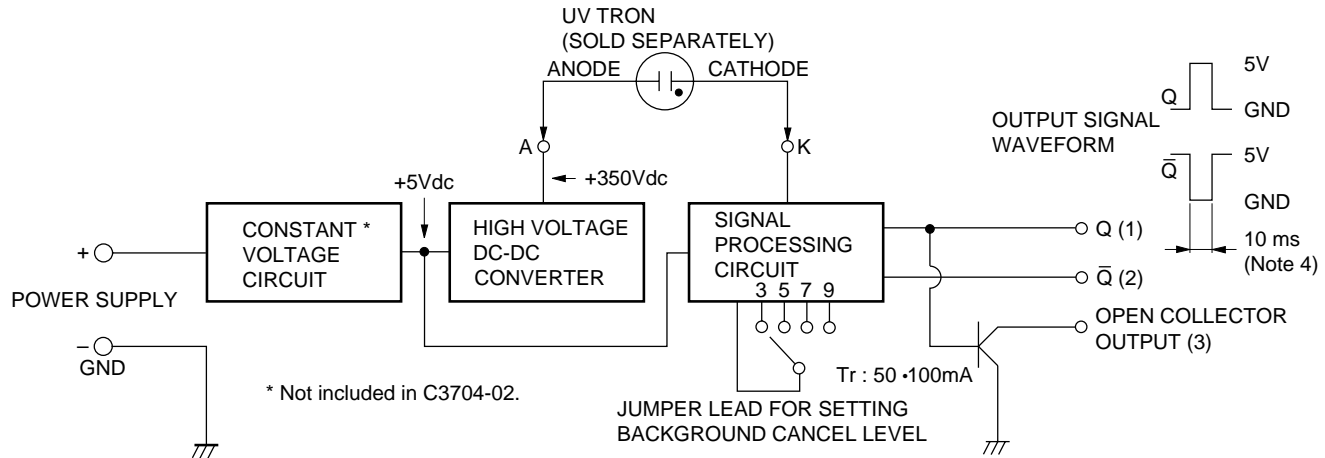 UV TRON
(SOLD SEPARATELY)
ANODE
CATHODE
A
K
+350Vdc
+5Vdc
CONSTANT *
VOLTAGE
CIRCUIT
HIGH VOLTAGE
DC-DC
CONVERTER
SIGNAL
PROCESSING
CIRCUIT
3 5 7 9
+
POWER SUPPLY
−
GND
* Not included in C3704-02.
JUMPER LEAD FOR SETTING
BACKGROUND CANCEL LEVEL
Tr : 50 •100mA
Q (1)
Q̅ (2)
OPEN COLLECTOR
OUTPUT (3)
OUTPUT SIGNAL
WAVEFORM
Q
5V
GND
Q̅
5V
GND
10 ms
(Note 4)